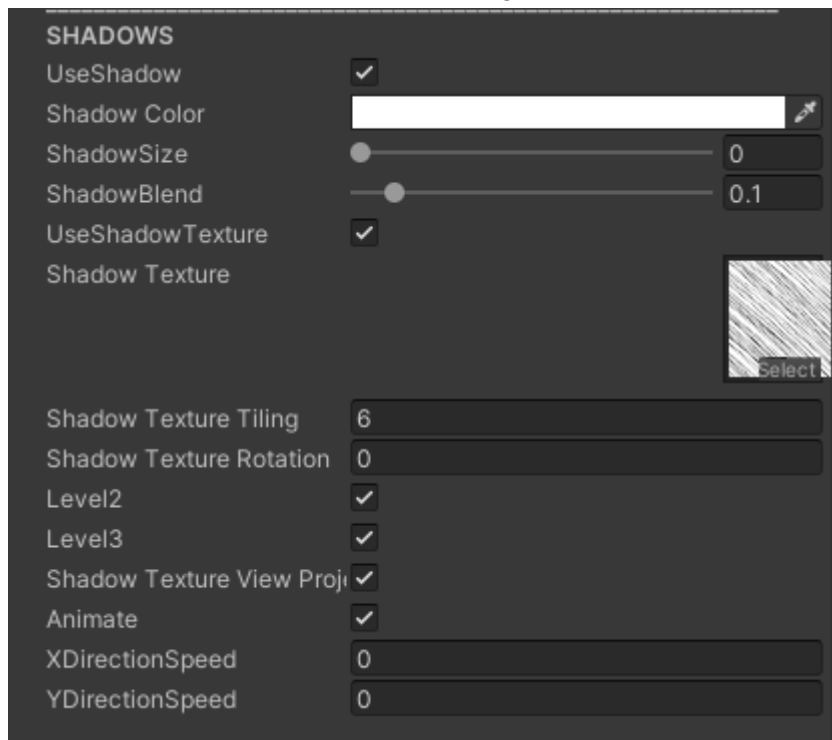 SHADOWS
UseShadow
Shadow Color
ShadowSize 0
ShadowBlend 0.1
UseShadowTexture
Shadow Texture
Select
Shadow Texture Tiling 6
Shadow Texture Rotation 0
Level2
Level3
Shadow Texture View Proj
Animate
XDirectionSpeed 0
YDirectionSpeed 0